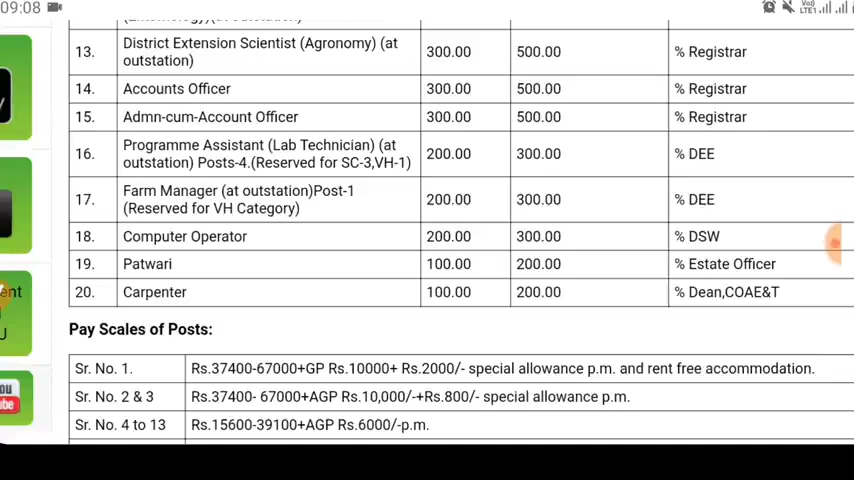 09:08
LTE1
(at outstation)
13. District Extension Scientist (Agronomy) (at outstation) 300.00 500.00 % Registrar
14. Accounts Officer 300.00 500.00 % Registrar
15. Admn-cum-Account Officer 300.00 500.00 % Registrar
16. Programme Assistant (Lab Technician) (at outstation) Posts-4.(Reserved for SC-3,VH-1) 200.00 300.00 % DEE
17. Farm Manager (at outstation)Post-1 (Reserved for VH Category) 200.00 300.00 % DEE
18. Computer Operator 200.00 300.00 % DSW
19. Patwari 100.00 200.00 % Estate Officer
20. Carpenter 100.00 200.00 % Dean,COAE&T
Pay Scales of Posts:
Sr. No. 1. Rs.37400-67000+GP Rs.10000+ Rs.2000/- special allowance p.m. and rent free accommodation.
Sr. No. 2 & 3 Rs.37400- 67000+AGP Rs.10,000/-+Rs.800/- special allowance p.m.
Sr. No. 4 to 13 Rs.15600-39100+AGP Rs.6000/-p.m.